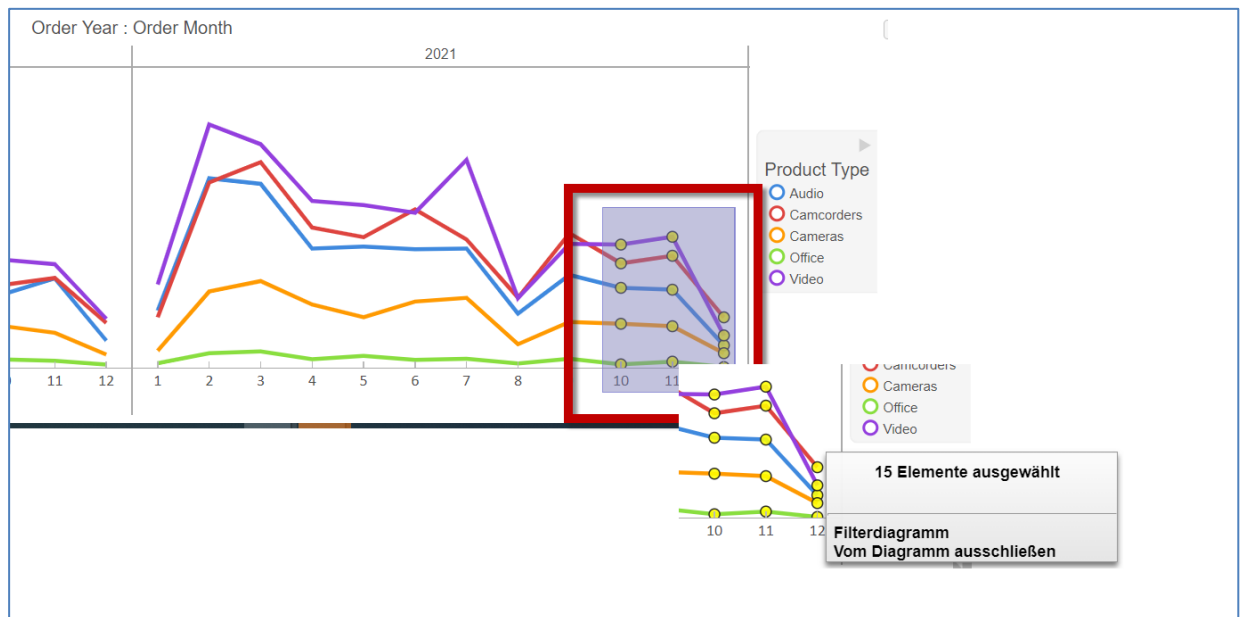 Order Year : Order Month
2021
Product Type
Audio
Camcorders
Cameras
Office
Video
11 12 1 2 3 4 5 6 7 8 10 11
Camcorders
Cameras
Office
Video
15 Elemente ausgewählt
10 11 12
Filterdiagramm
Vom Diagramm ausschließen